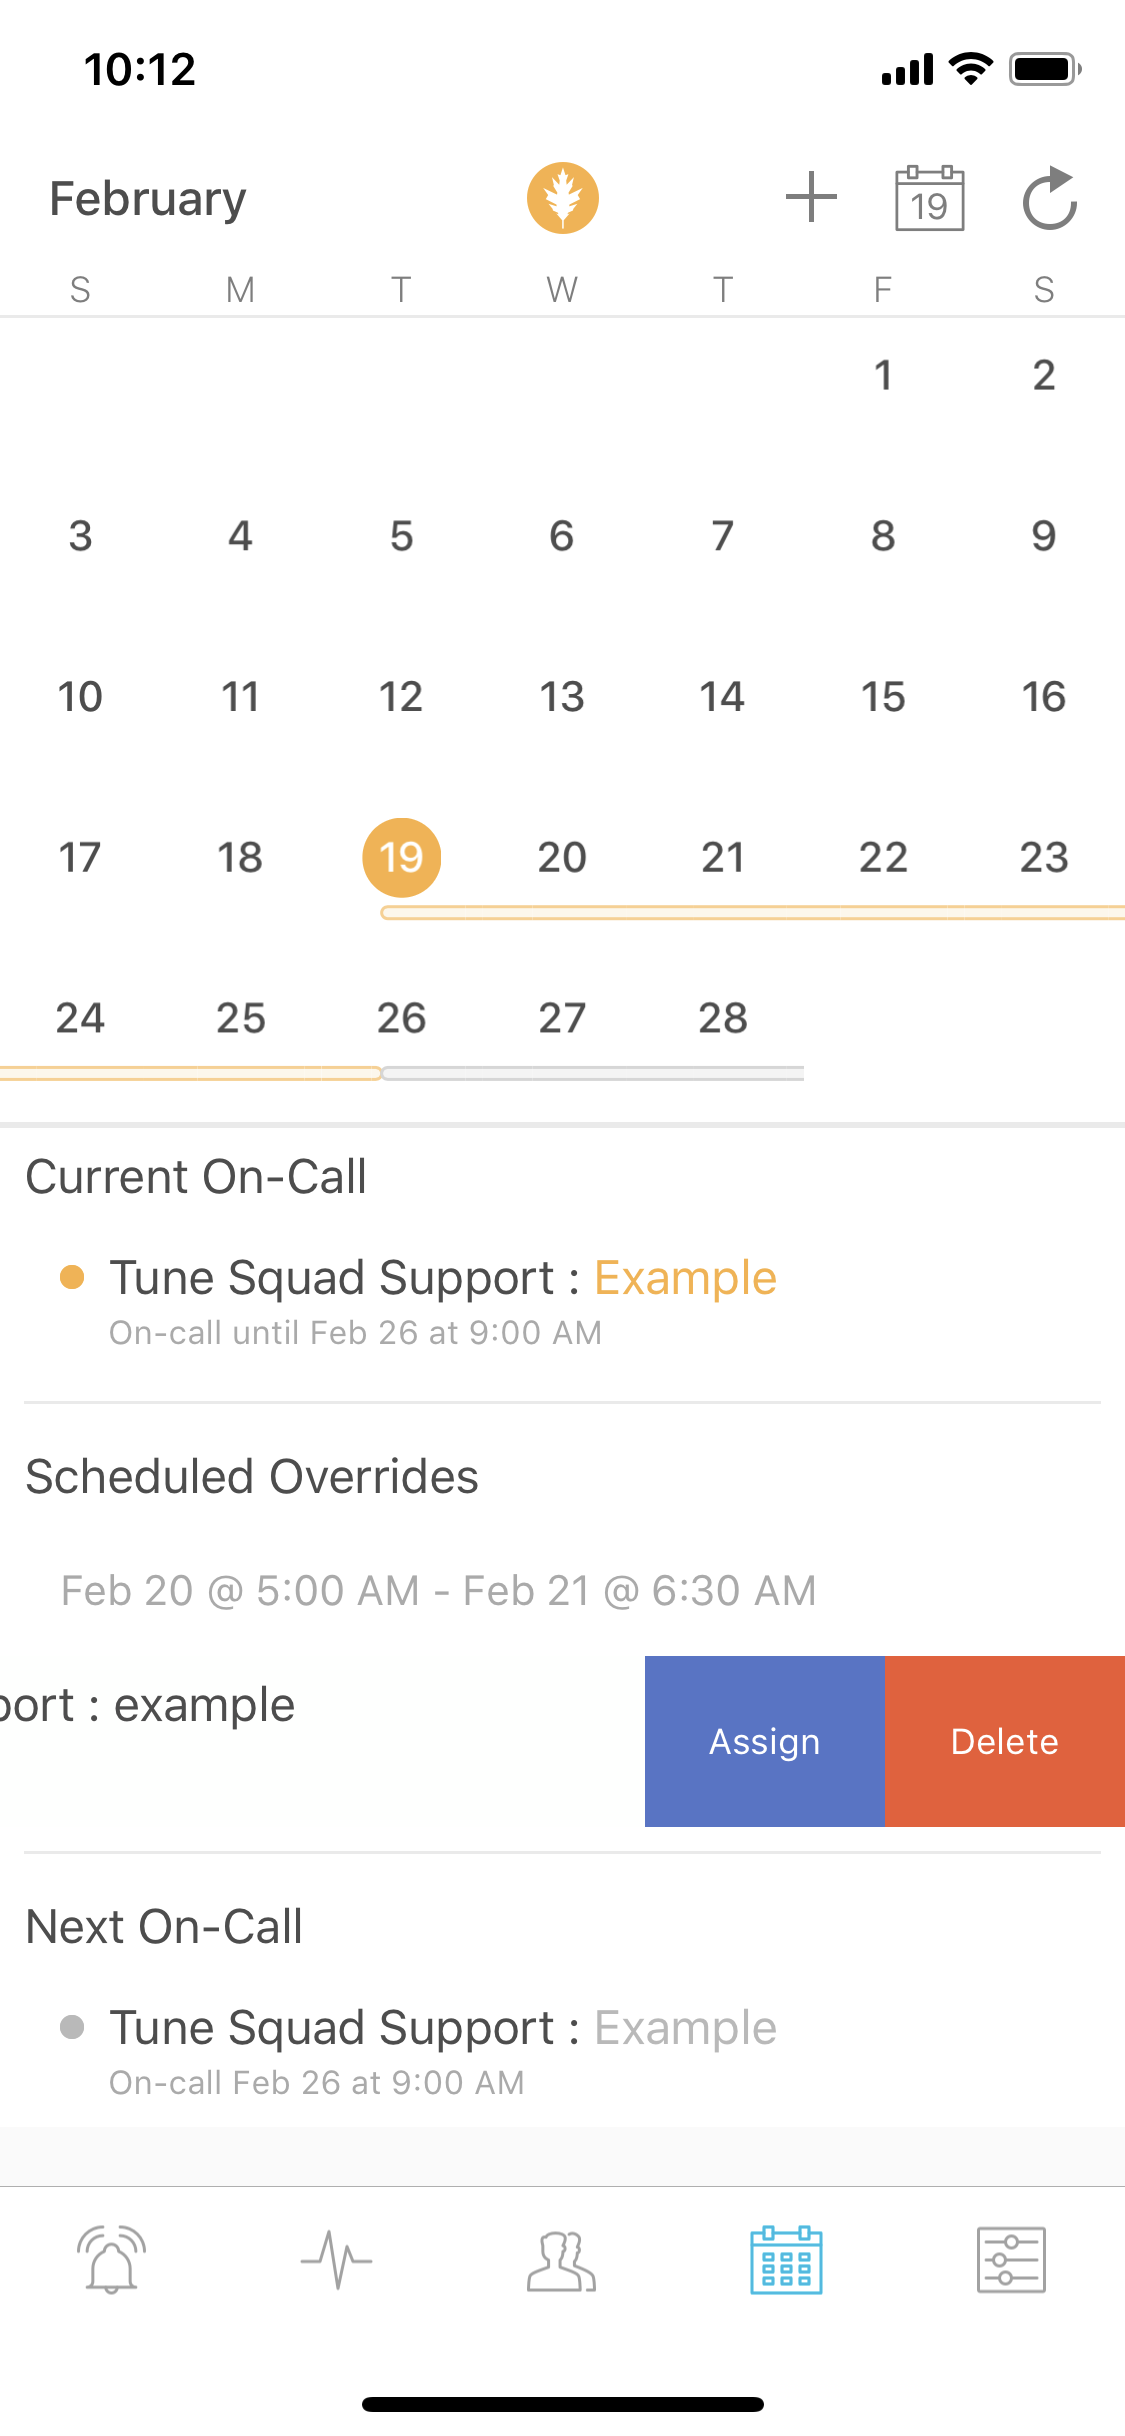 10:12
February
19
S M T W T F S
1 2
3 4 5 6 7 8 9
10 11 12 13 14 15 16
17 18 19 20 21 22 23
24 25 26 27 28
Current On-Call
Tune Squad Support : Example
On-call until Feb 26 at 9:00 AM
Scheduled Overrides
Feb 20 @ 5:00 AM - Feb 21 @ 6:30 AM
port : example
Assign
Delete
Next On-Call
Tune Squad Support : Example
On-call Feb 26 at 9:00 AM